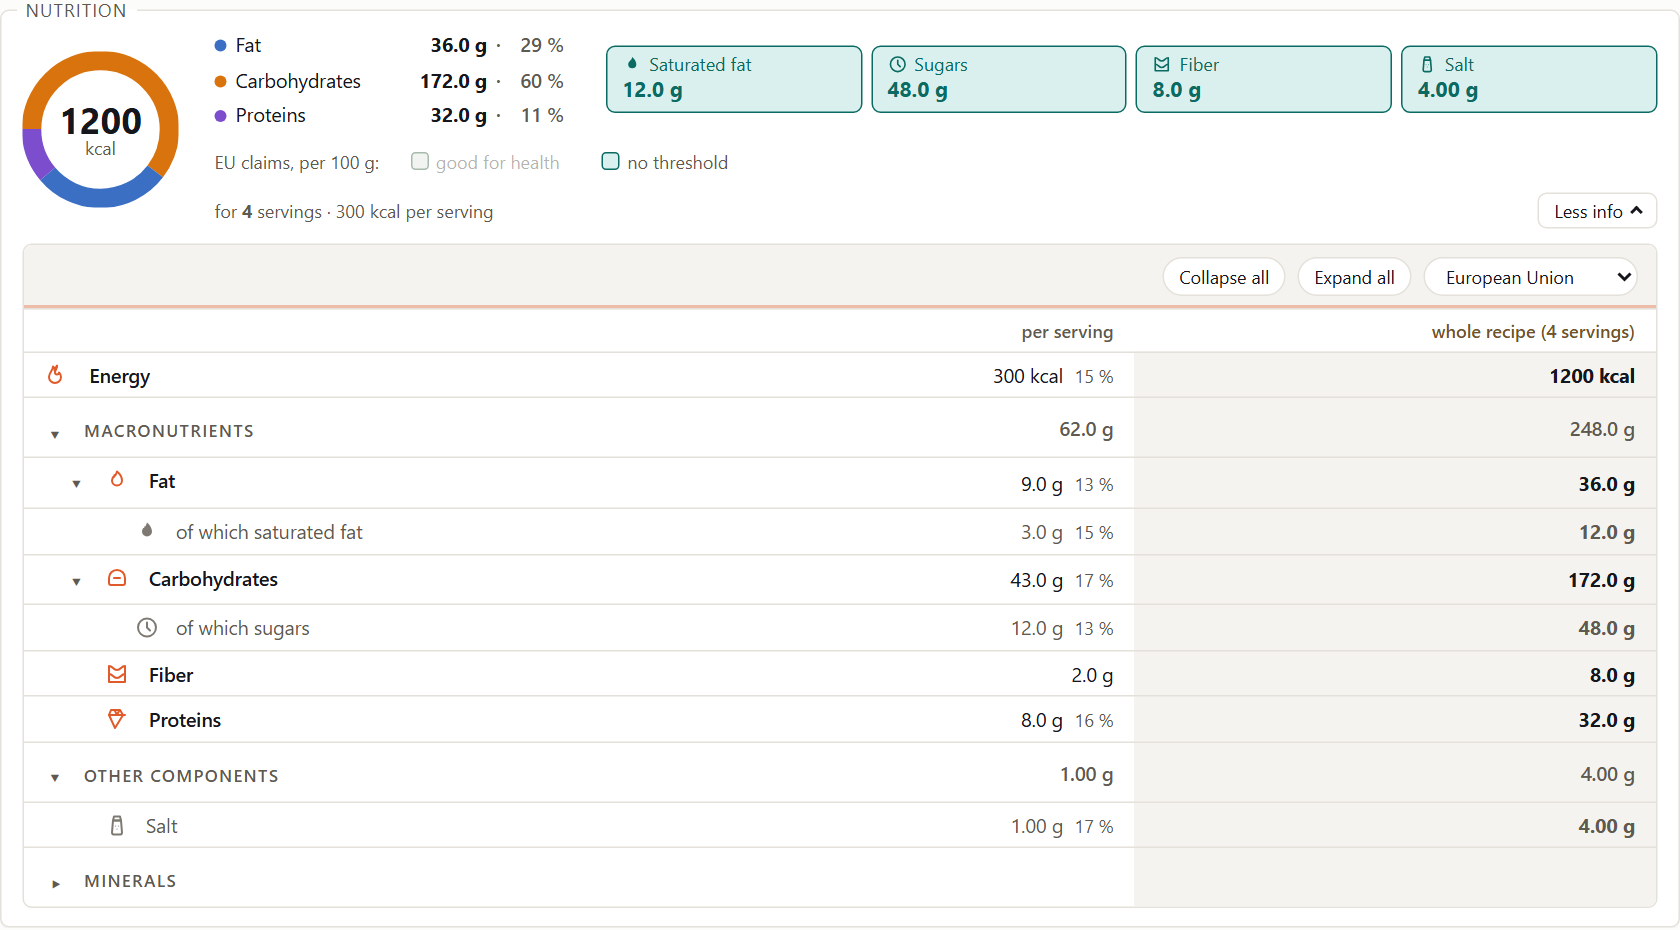 NUTRITION
1200
kcal
Fat 36.0 g · 29 %
Carbohydrates 172.0 g · 60 %
Proteins 32.0 g · 11 %
Saturated fat
12.0 g
Sugars
48.0 g
Fiber
8.0 g
Salt
4.00 g
EU claims, per 100 g: good for health no threshold
for 4 servings · 300 kcal per serving
Less info
Collapse all Expand all European Union
per serving whole recipe (4 servings)
Energy 300 kcal 15 % 1200 kcal
MACRONUTRIENTS 62.0 g 248.0 g
Fat 9.0 g 13 % 36.0 g
of which saturated fat 3.0 g 15 % 12.0 g
Carbohydrates 43.0 g 17 % 172.0 g
of which sugars 12.0 g 13 % 48.0 g
Fiber 2.0 g 8.0 g
Proteins 8.0 g 16 % 32.0 g
OTHER COMPONENTS 1.00 g 4.00 g
Salt 1.00 g 17 % 4.00 g
MINERALS